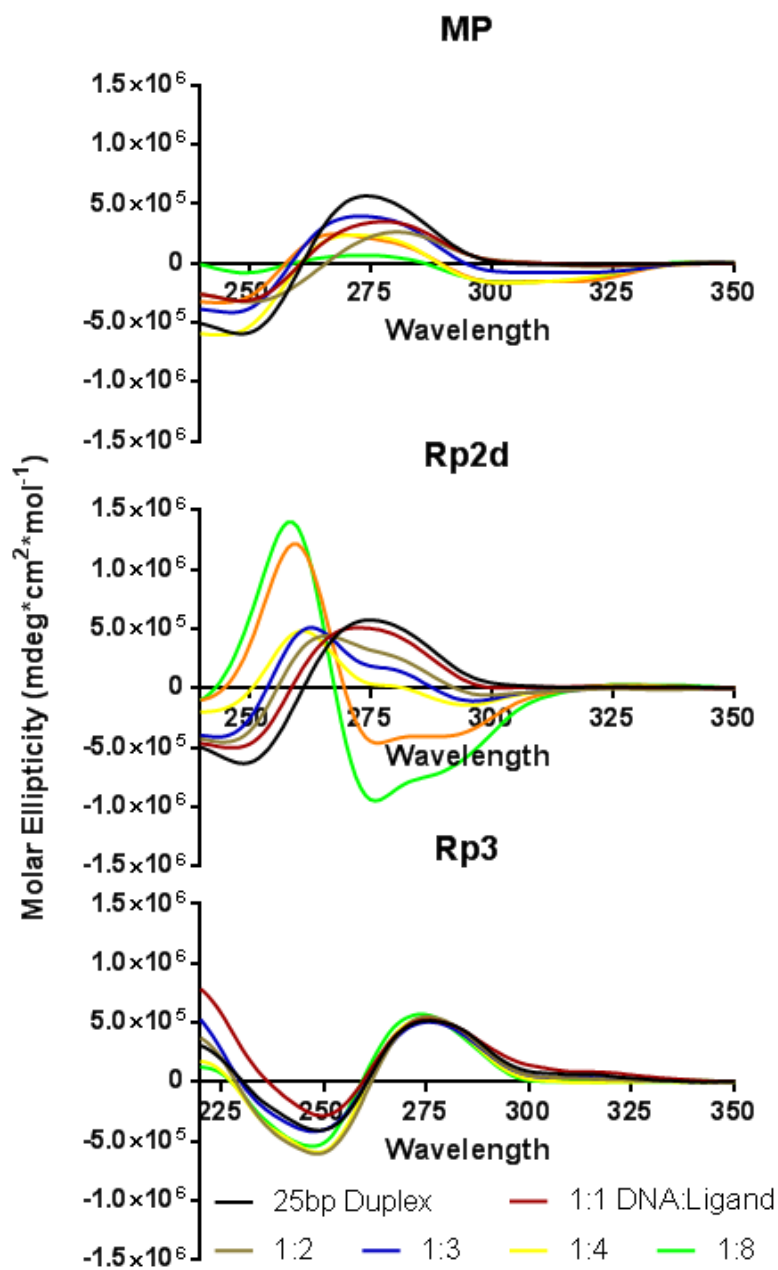 MP
1.5×10⁶
1.0×10⁶
5.0×10⁵
0
-5.0×10⁵
-1.0×10⁶
-1.5×10⁶
250 275 300 325 350
Wavelength
Molar Ellipticity (mdeg*cm²*mol⁻¹)
Rp2d
1.5×10⁶
1.0×10⁶
5.0×10⁵
0
-5.0×10⁵
-1.0×10⁶
-1.5×10⁶
250 275 300 325 350
Wavelength
Rp3
1.5×10⁶
1.0×10⁶
5.0×10⁵
0
-5.0×10⁵
-1.0×10⁶
-1.5×10⁶
225 250 275 300 325 350
Wavelength
25bp Duplex 1:1 DNA:Ligand
1:2 1:3 1:4 1:8